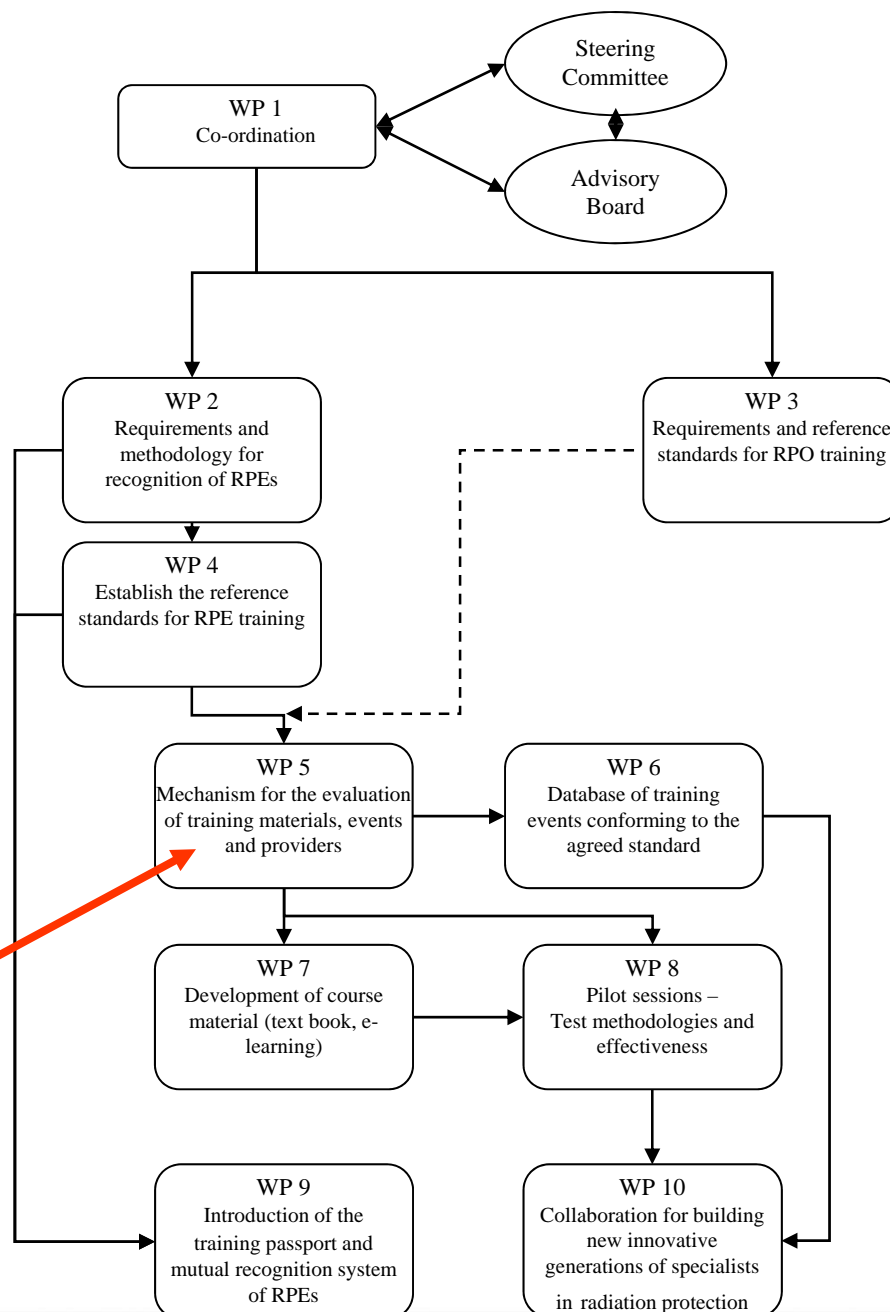 Steering
Committee
WP 1
Co-ordination
Advisory
Board
WP 2
Requirements and
methodology for
recognition of RPEs
WP 3
Requirements and reference
standards for RPO training
WP 4
Establish the reference
standards for RPE training
WP 5
Mechanism for the evaluation
of training materials, events
and providers
WP 6
Database of training
events conforming to the
agreed standard
WP 7
Development of course
material (text book, e-
learning)
WP 8
Pilot sessions –
Test methodologies and
effectiveness
WP 9
Introduction of the
training passport and
mutual recognition system
of RPEs
WP 10
Collaboration for building
new innovative
generations of specialists
in radiation protection